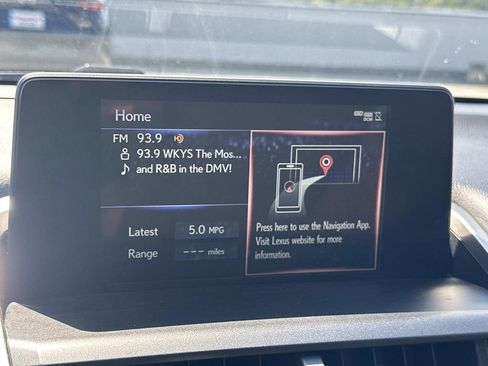 Home
FM 93.9
93.9 WKYS The Mos...
and R&B in the DMV!
Latest 5.0 MPG
Range --- miles
Press here to use the Navigation App.
Visit Lexus website for more
information.